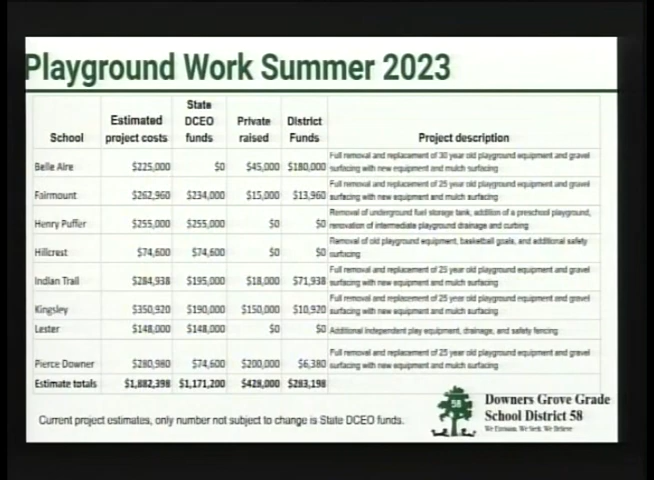 Playground Work Summer 2023
School Estimated project costs State DCEO funds Private raised District Funds Project description
Belle Aire $225,000 $0 $45,000 $180,000 Full removal and replacement of 30 year old playground equipment and gravel surfacing with new equipment and mulch surfacing
Fairmount $262,960 $234,000 $15,000 $13,960 Full removal and replacement of 25 year old playground equipment and gravel surfacing with new equipment and mulch surfacing
Henry Puffer $255,000 $255,000 $0 $0 Removal of underground fuel storage tank, addition of a preschool playground, renovation of intermediate playground drainage and curbing
Hillcrest $74,600 $74,600 $0 $0 Removal of old playground equipment, basketball goals, and additional safety surfacing
Indian Trail $284,938 $195,000 $18,000 $71,938 Full removal and replacement of 25 year old playground equipment and gravel surfacing with new equipment and mulch surfacing
Kingsley $350,920 $190,000 $150,000 $10,920 Full removal and replacement of 25 year old playground equipment and gravel surfacing with new equipment and mulch surfacing
Lester $148,000 $148,000 $0 $0 Additional independent play equipment, drainage, and safety fencing
Pierce Downer $280,980 $74,600 $200,000 $6,380 Full removal and replacement of 25 year old playground equipment and gravel surfacing with new equipment and mulch surfacing
Estimate totals $1,882,398 $1,171,200 $428,000 $283,198
Current project estimates, only number not subject to change is State DCEO funds.
58
Downers Grove Grade
School District 58
We Engage. We Seek. We Believe